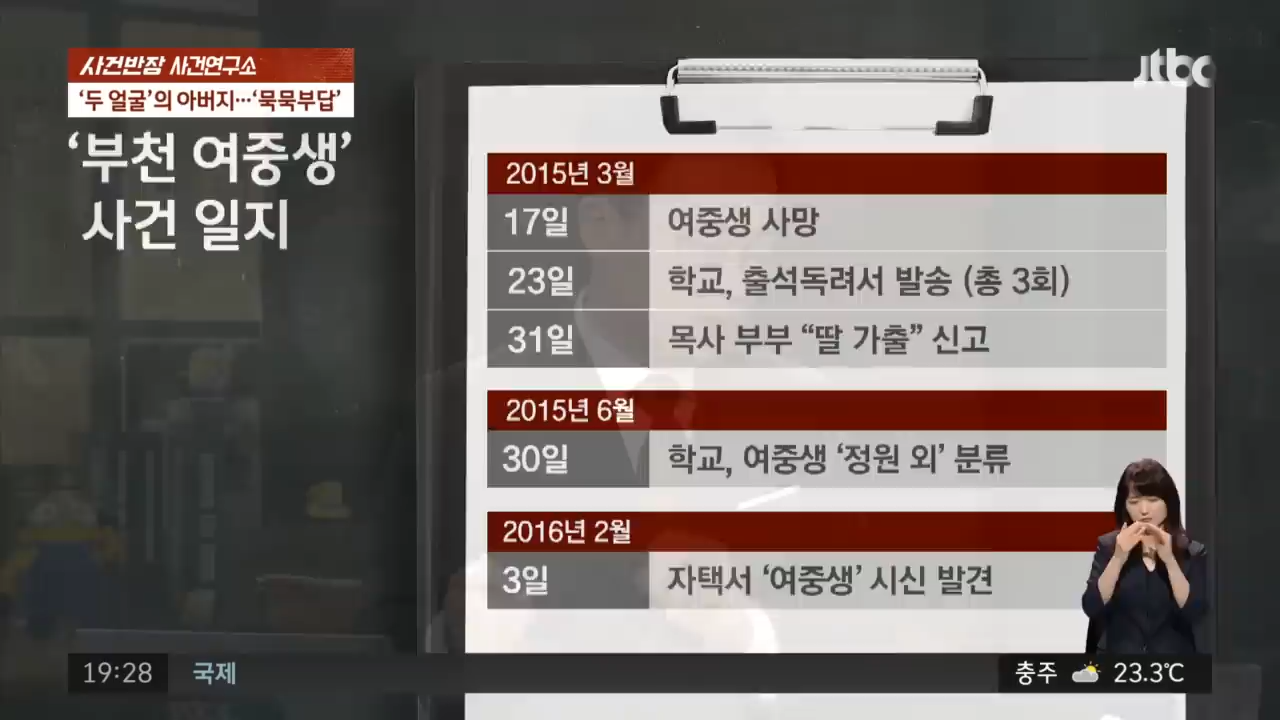 사건반장 사건연구소
'두 얼굴'의 아버지…'묵묵부답'
'부천 여중생'
사건 일지
jtbc
2015년 3월
17일 여중생 사망
23일 학교, 출석독려서 발송 (총 3회)
31일 목사 부부 “딸 가출” 신고
2015년 6월
30일 학교, 여중생 '정원 외' 분류
2016년 2월
3일 자택서 '여중생' 시신 발견
19:28 국제
충주 23.3℃